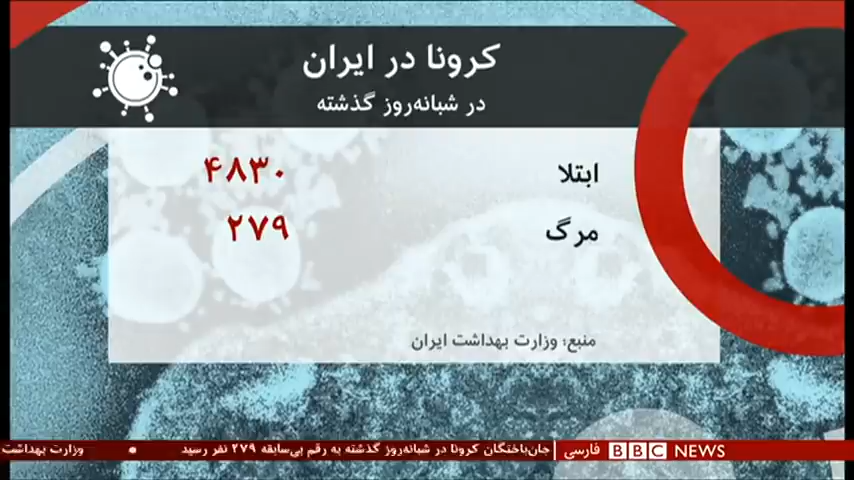 کرونا در ایران
در شبانه‌روز گذشته
ابتلا ۴۸۳۰
مرگ ۲۷۹
منبع: وزارت بهداشت ایران
BBC NEWS فارسی
جان‌باختگان کرونا در شبانه‌روز گذشته به رقم بی‌سابقه ۲۷۹ نفر رسید • وزارت بهداشت